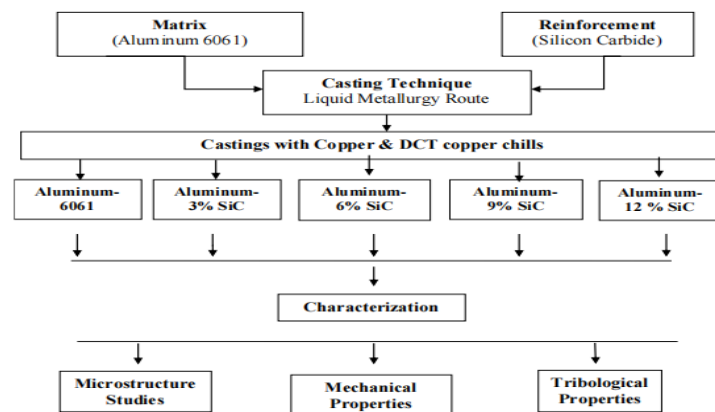 Matrix
(Aluminum 6061)
Reinforcement
(Silicon Carbide)
Casting Technique
Liquid Metallurgy Route
Castings with Copper & DCT copper chills
Aluminum-
6061
Aluminum-
3% SiC
Aluminum-
6% SiC
Aluminum-
9% SiC
Aluminum-
12 % SiC
Characterization
Microstructure
Studies
Mechanical
Properties
Tribological
Properties